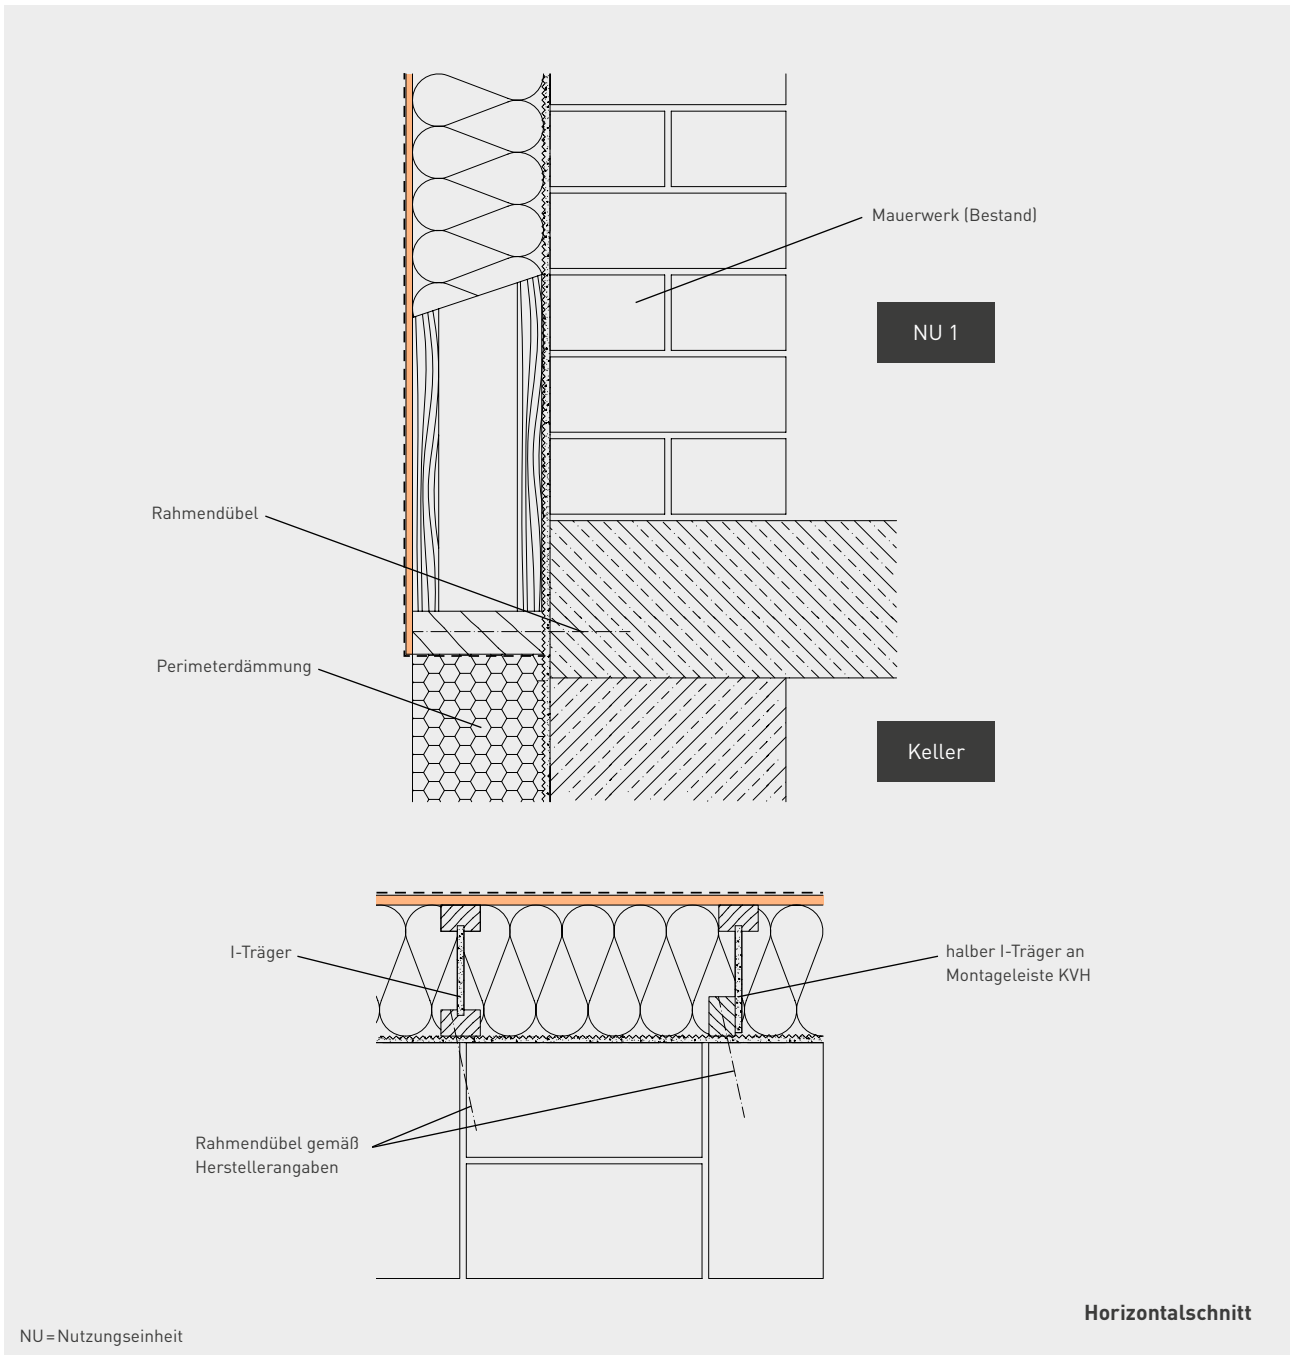 Mauerwerk (Bestand)
NU 1
Rahmendübel
Perimeterdämmung
Keller
I-Träger
halber I-Träger an
Montageleiste KVH
Rahmendübel gemäß
Herstellerangaben
Horizontalschnitt
NU=Nutzungseinheit